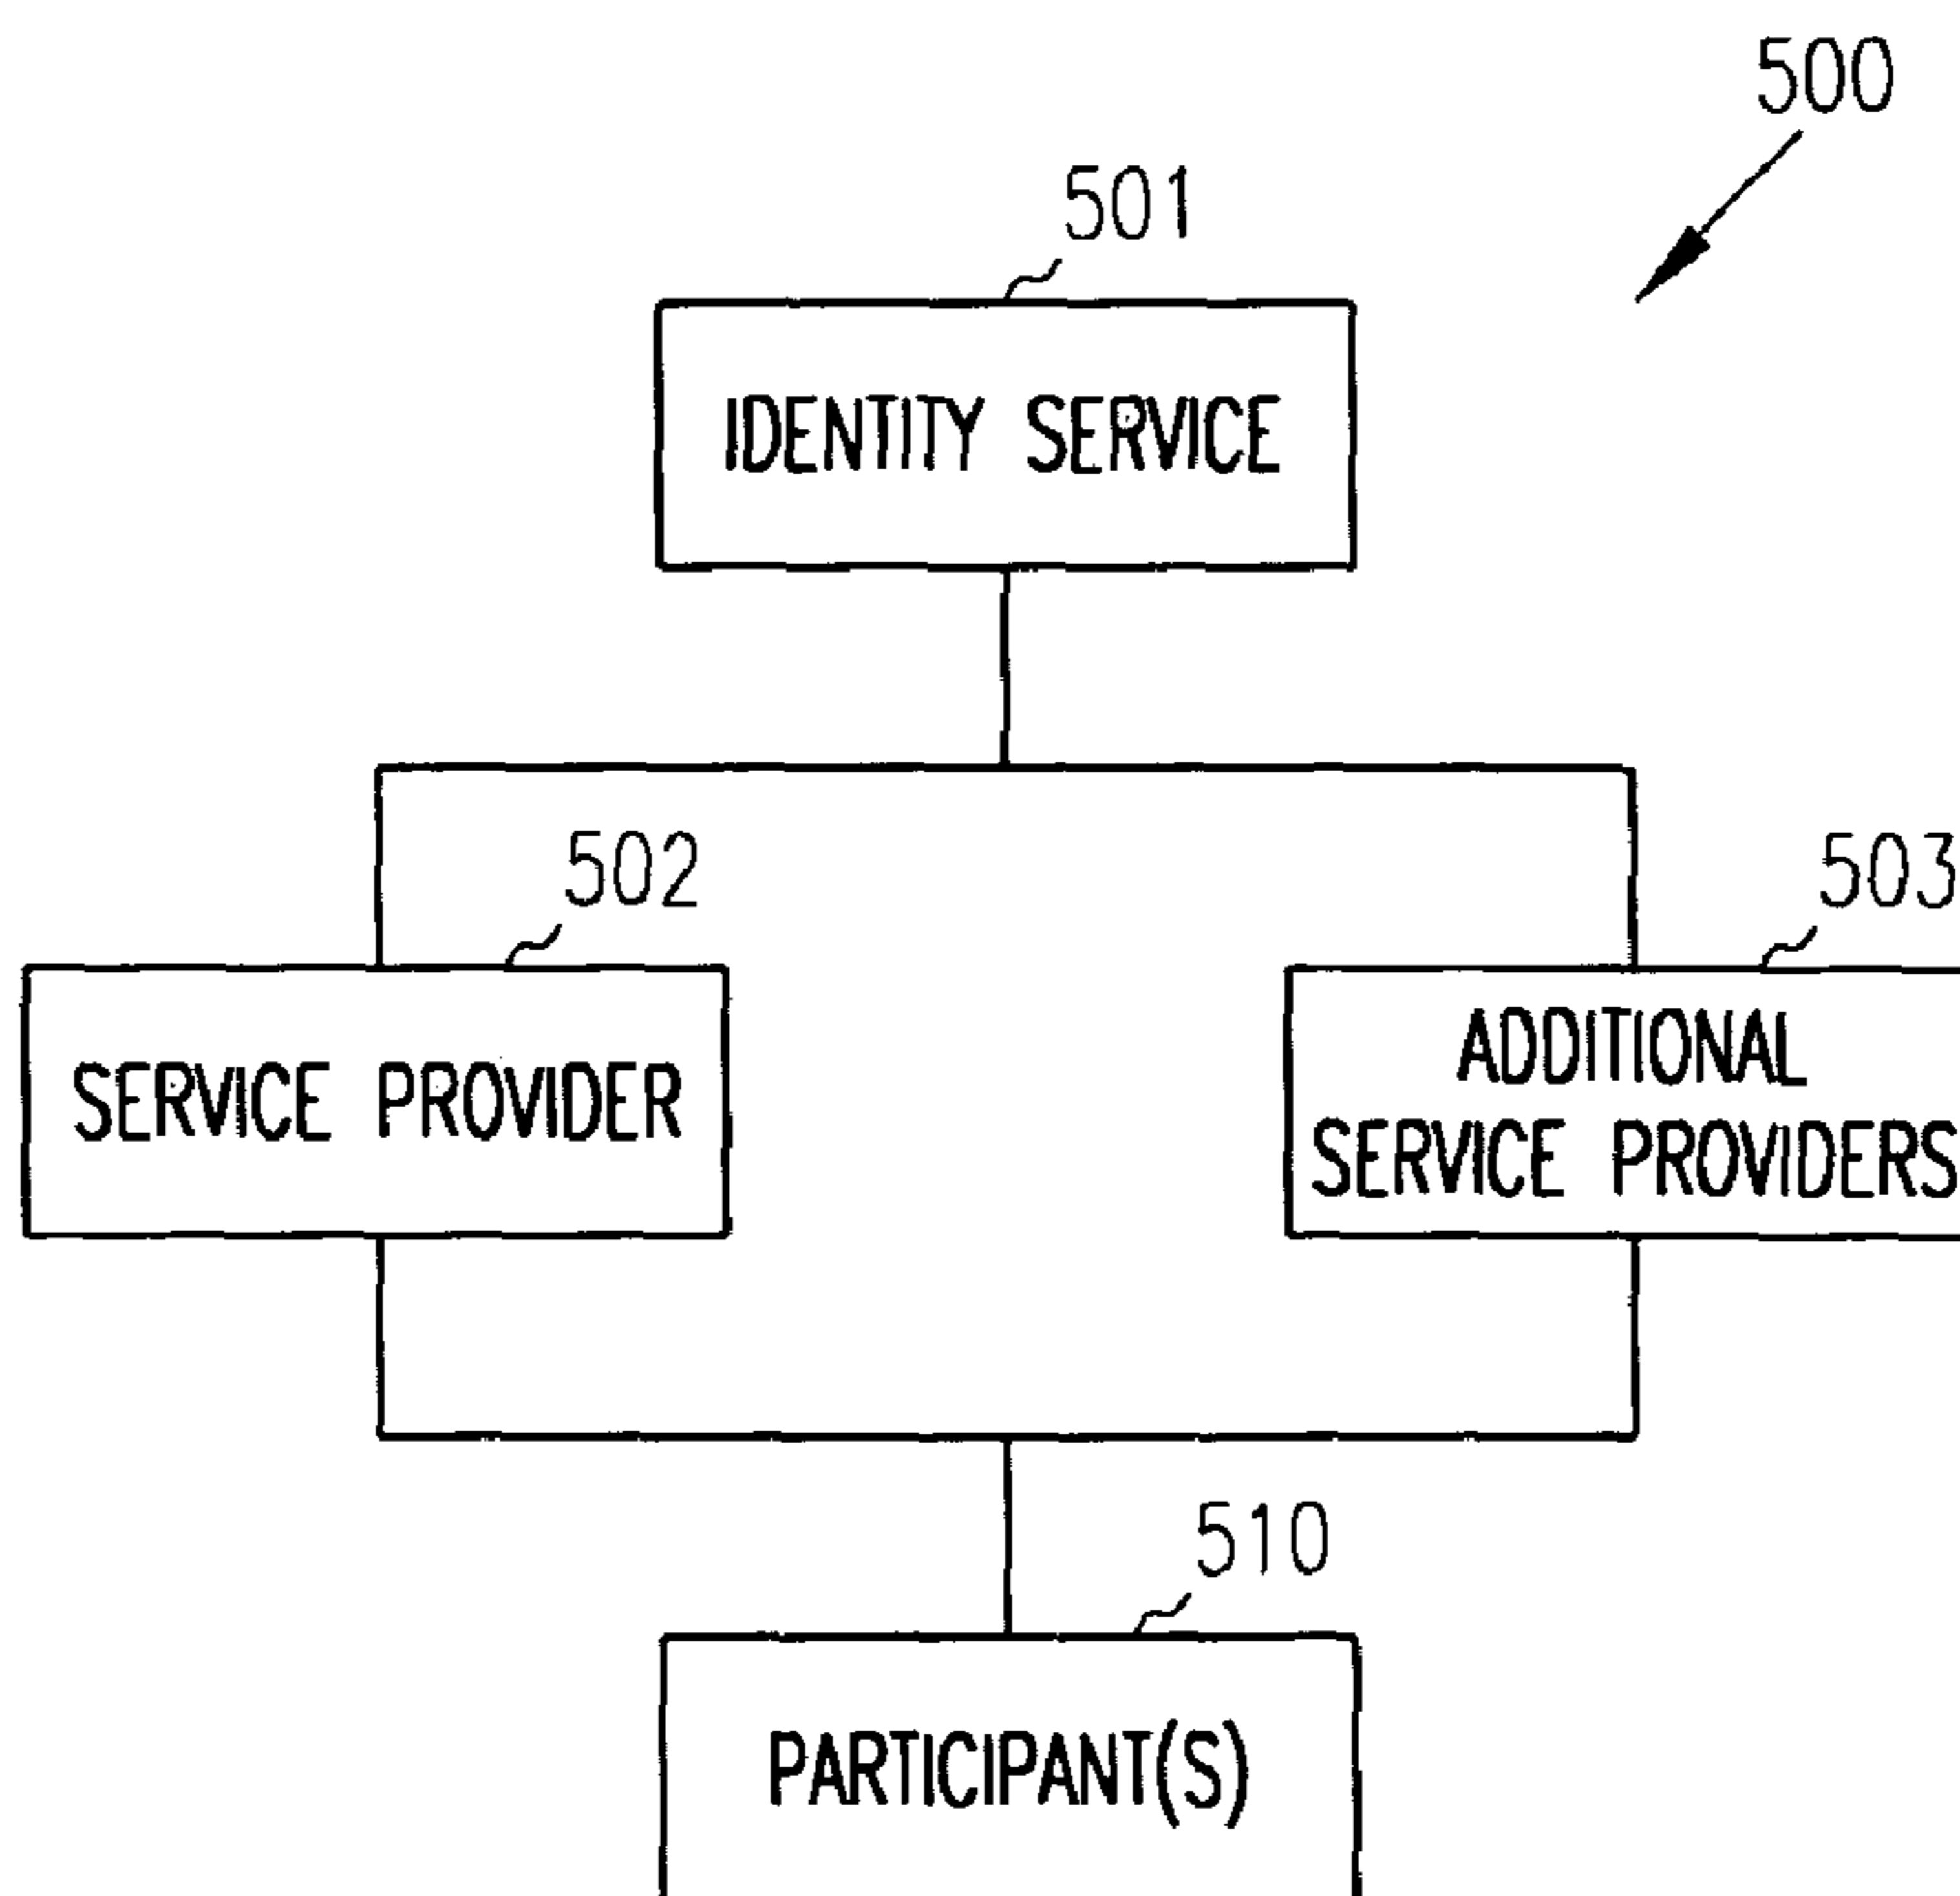 500
501
IDENTITY SERVICE
502
503
SERVICE PROVIDER
ADDITIONAL
SERVICE PROVIDERS
510
PARTICIPANT(S)